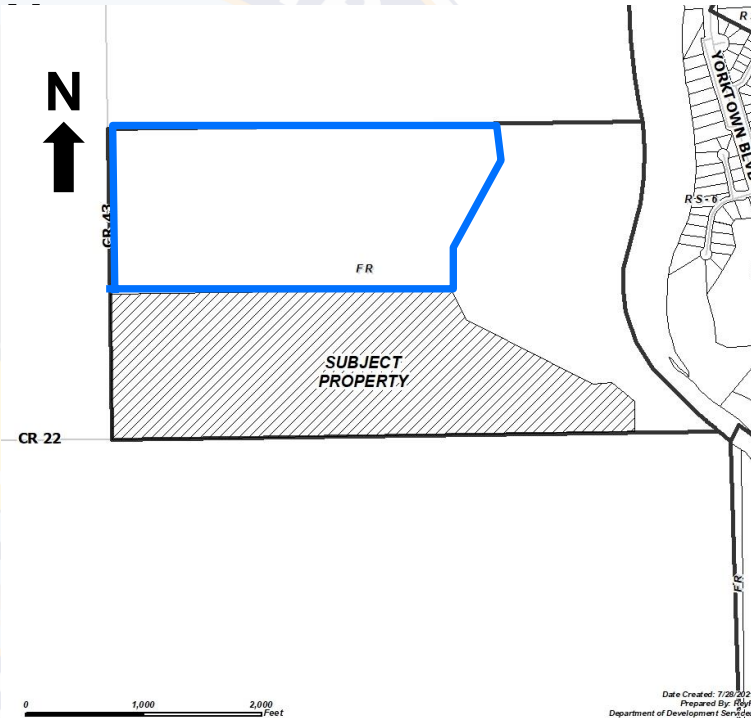 R
N
YORKTOWN BLVD
RS-6
CR-43
FR
SUBJECT
PROPERTY
CR 22
FR
0 1,000 2,000
Feet
Date Created: 7/28/202
Prepared By:
Department of Development Service